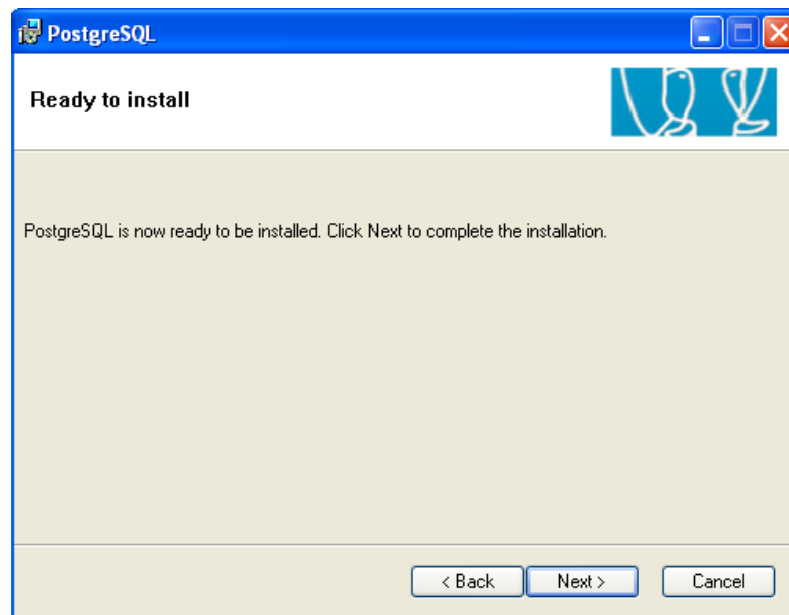 PostgreSQL
Ready to install
PostgreSQL is now ready to be installed. Click Next to complete the installation.
< Back
Next >
Cancel